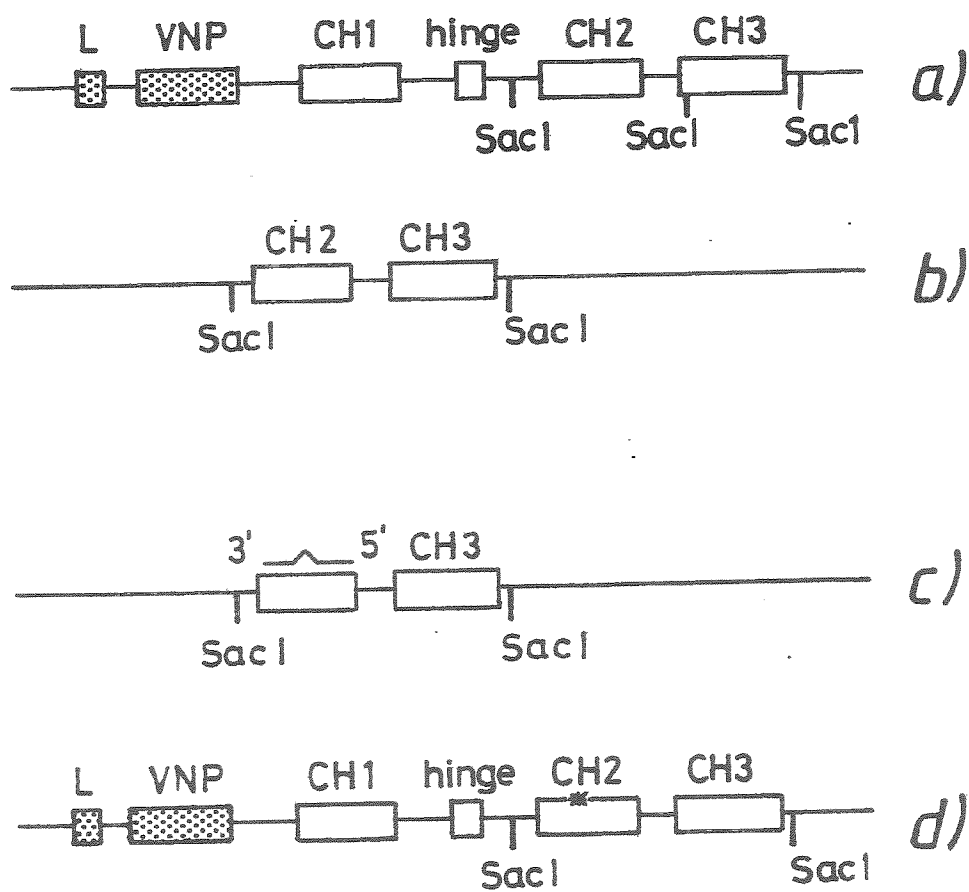 L VNP CH1 hinge CH2 CH3
a)
SacI SacI Sac1
CH2 CH3
b)
SacI SacI
3' 5' CH3
c)
SacI SacI
L VNP CH1 hinge CH2 CH3
*
d)
SacI SacI